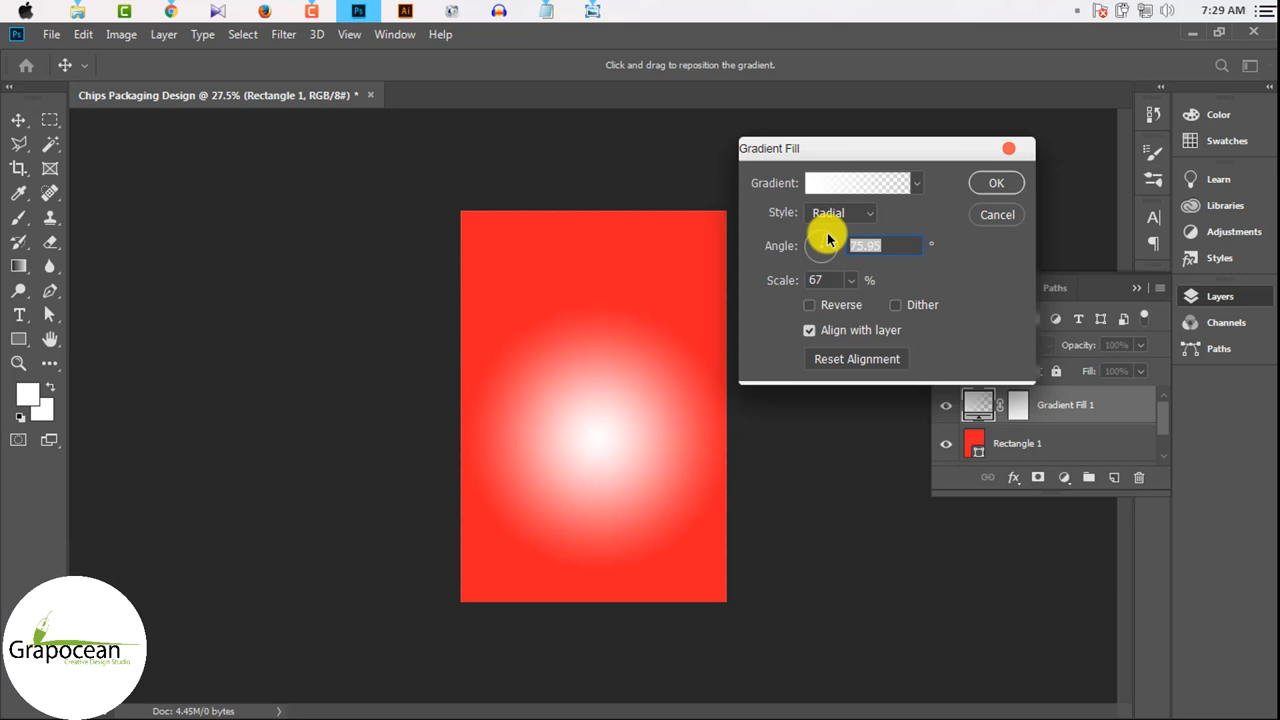 7:29 AM
Ps File Edit Image Layer Type Select Filter 3D View Window Help
Click and drag to reposition the gradient.
Chips Packaging Design @ 27.5% (Rectangle 1, RGB/8#) *
Gradient Fill
Gradient:
OK
Style: Radial
Cancel
Angle: 75.95 °
Scale: 67 %
Reverse
Dither
Align with layer
Reset Alignment
Color
Swatches
Learn
Libraries
Adjustments
Styles
Layers
Channels
Paths
Paths
Opacity: 100%
Fill: 100%
Gradient Fill 1
Rectangle 1
fx
Grapocean
Creative Design Studio
Doc: 4.45M/0 bytes